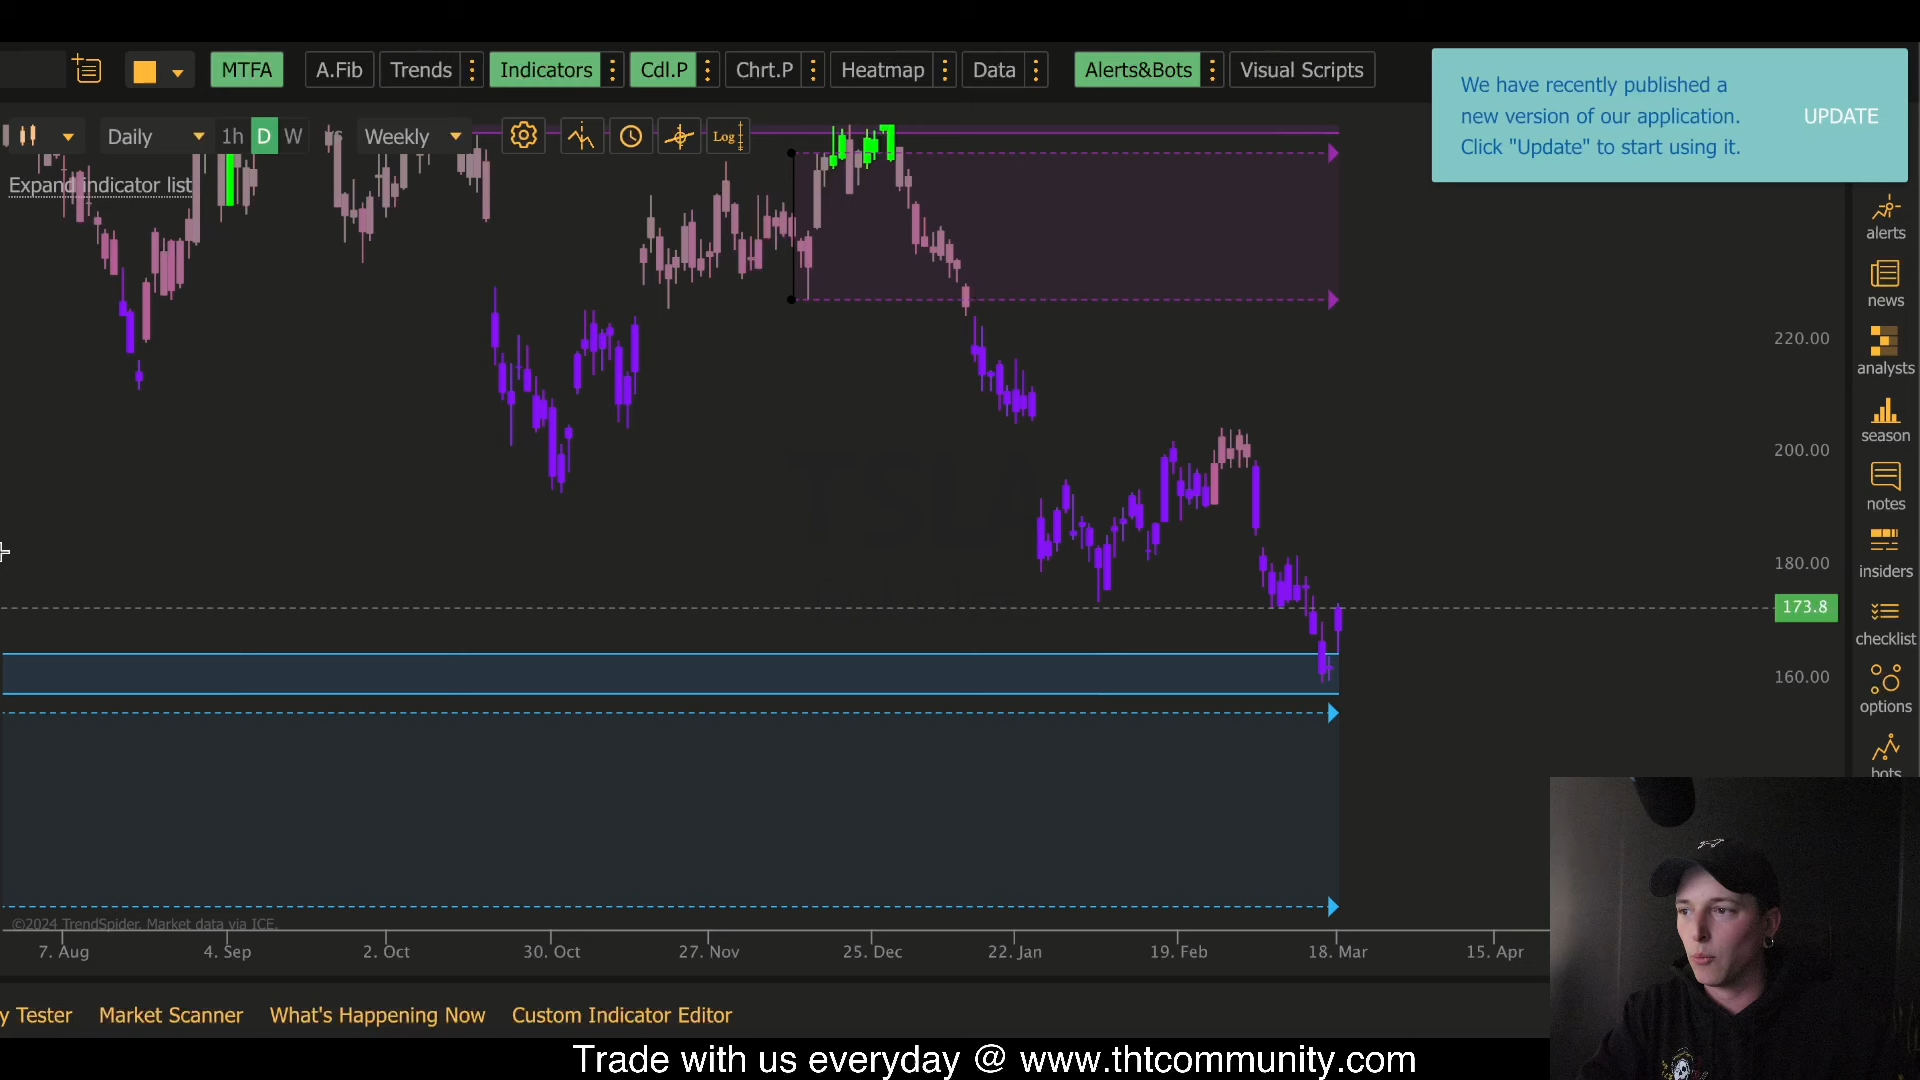 MTFA A.Fib Trends Indicators Cdl.P Chrt.P Heatmap Data Alerts&Bots Visual Scripts
We have recently published a
new version of our application.
Click "Update" to start using it.
UPDATE
Daily 1h D W Weekly Log
Expand indicator list
alerts
news
220.00
analysts
season
200.00
TSLA
notes
180.00
insiders
173.8
checklist
160.00
options
bots
©2024 TrendSpider. Market data via ICE.
7. Aug 4. Sep 2. Oct 30. Oct 27. Nov 25. Dec 22. Jan 19. Feb 18. Mar 15. Apr
y Tester Market Scanner What's Happening Now Custom Indicator Editor
Trade with us everyday @ www.thtcommunity.com